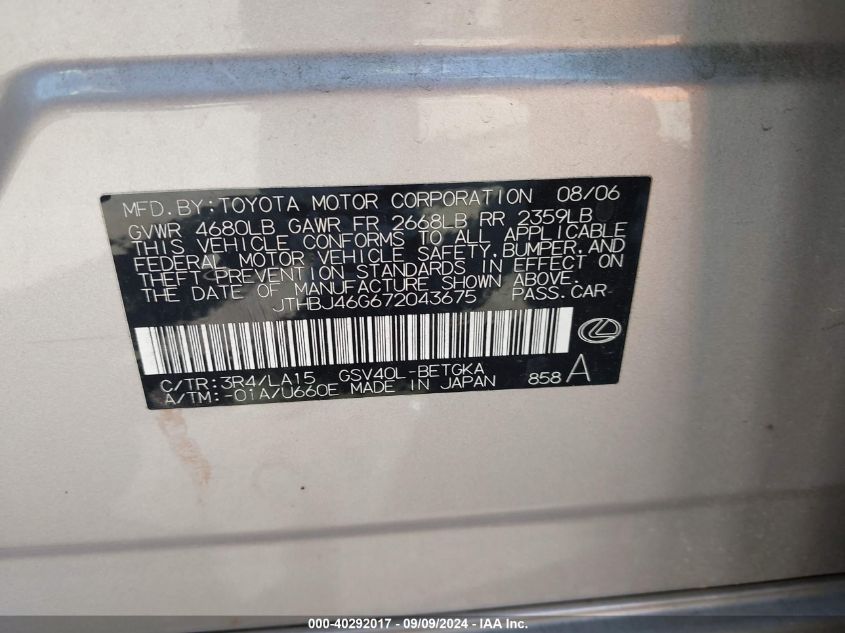 MFD.BY:TOYOTA MOTOR CORPORATION 08/06
GVWR 4680LB GAWR FR 2668LB RR 2359LB
THIS VEHICLE CONFORMS TO ALL APPLICABLE
FEDERAL MOTOR VEHICLE SAFETY,BUMPER,AND
THEFT PREVENTION STANDARDS IN EFFECT ON
THE DATE OF MANUFACTURE SHOWN ABOVE.
JTHBJ46G672043675 PASS.CAR
C/TR:3R4/LA15 GSV40L-BETGKA
A/TM:-01A/U660E MADE IN JAPAN 858 A
000-40292017 - 09/09/2024 - IAA Inc.